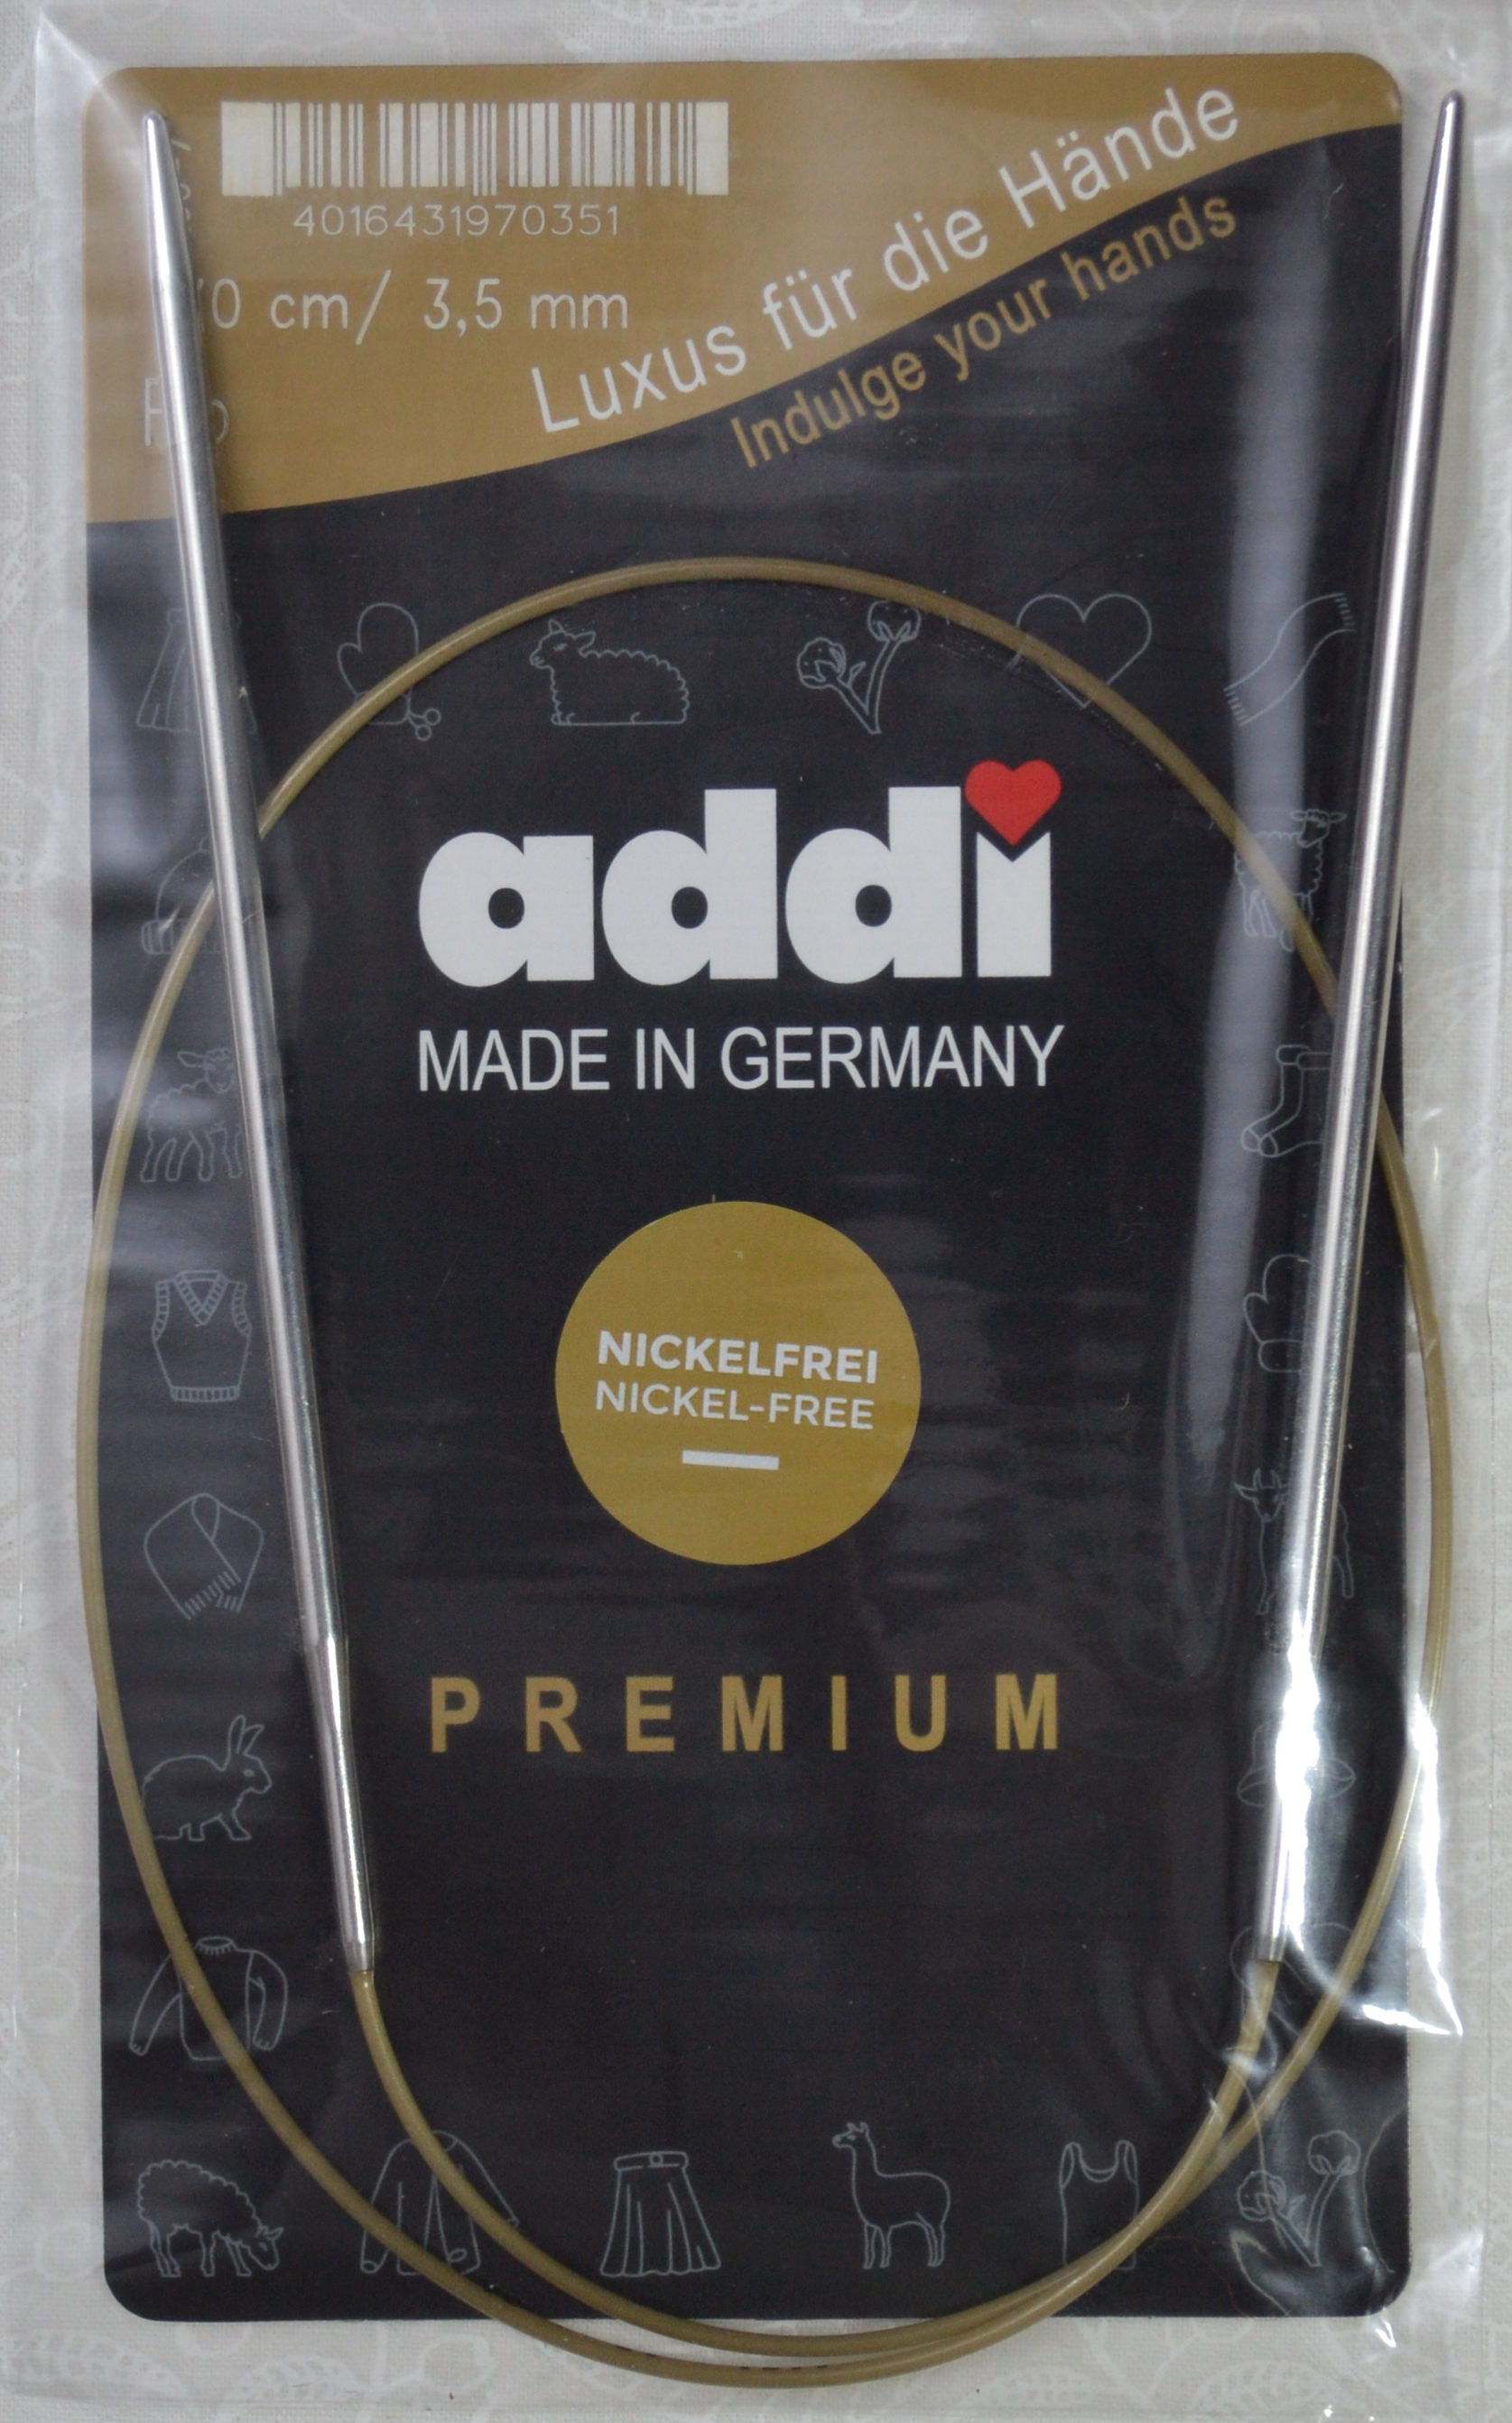 4016431970351
cm/ 3,5 mm
Luxus für die Hände
Indulge your hands
addi
MADE IN GERMANY
NICKELFREI
NICKEL-FREE
PREMIUM